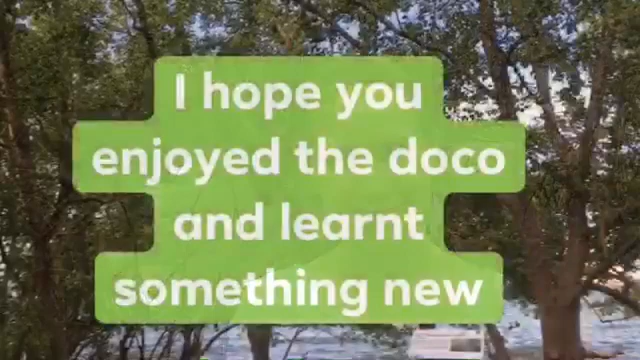 I hope you
enjoyed the doco
and learnt
something new